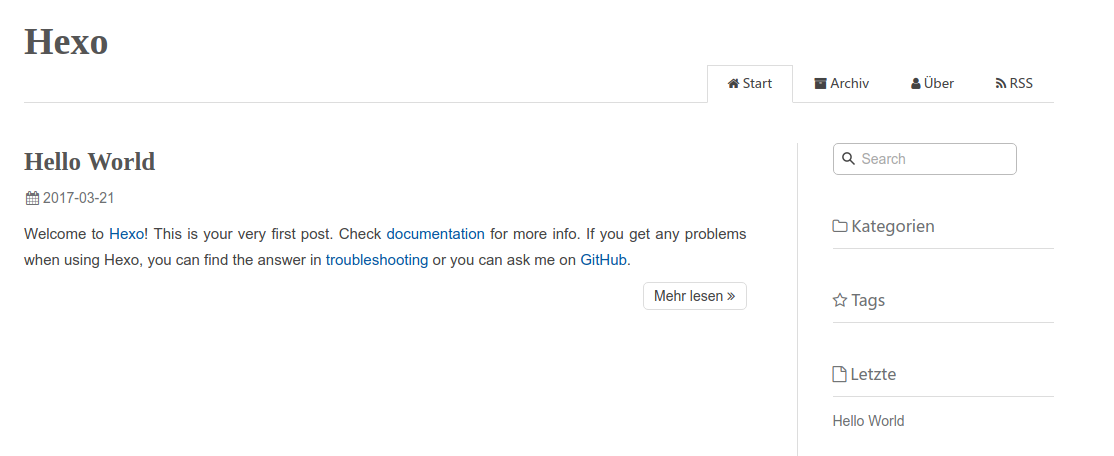 Hexo
Start
Archiv
Über
RSS
Hello World
2017-03-21
Welcome to Hexo! This is your very first post. Check documentation for more info. If you get any problems
when using Hexo, you can find the answer in troubleshooting or you can ask me on GitHub.
Mehr lesen »
Search
Kategorien
Tags
Letzte
Hello World